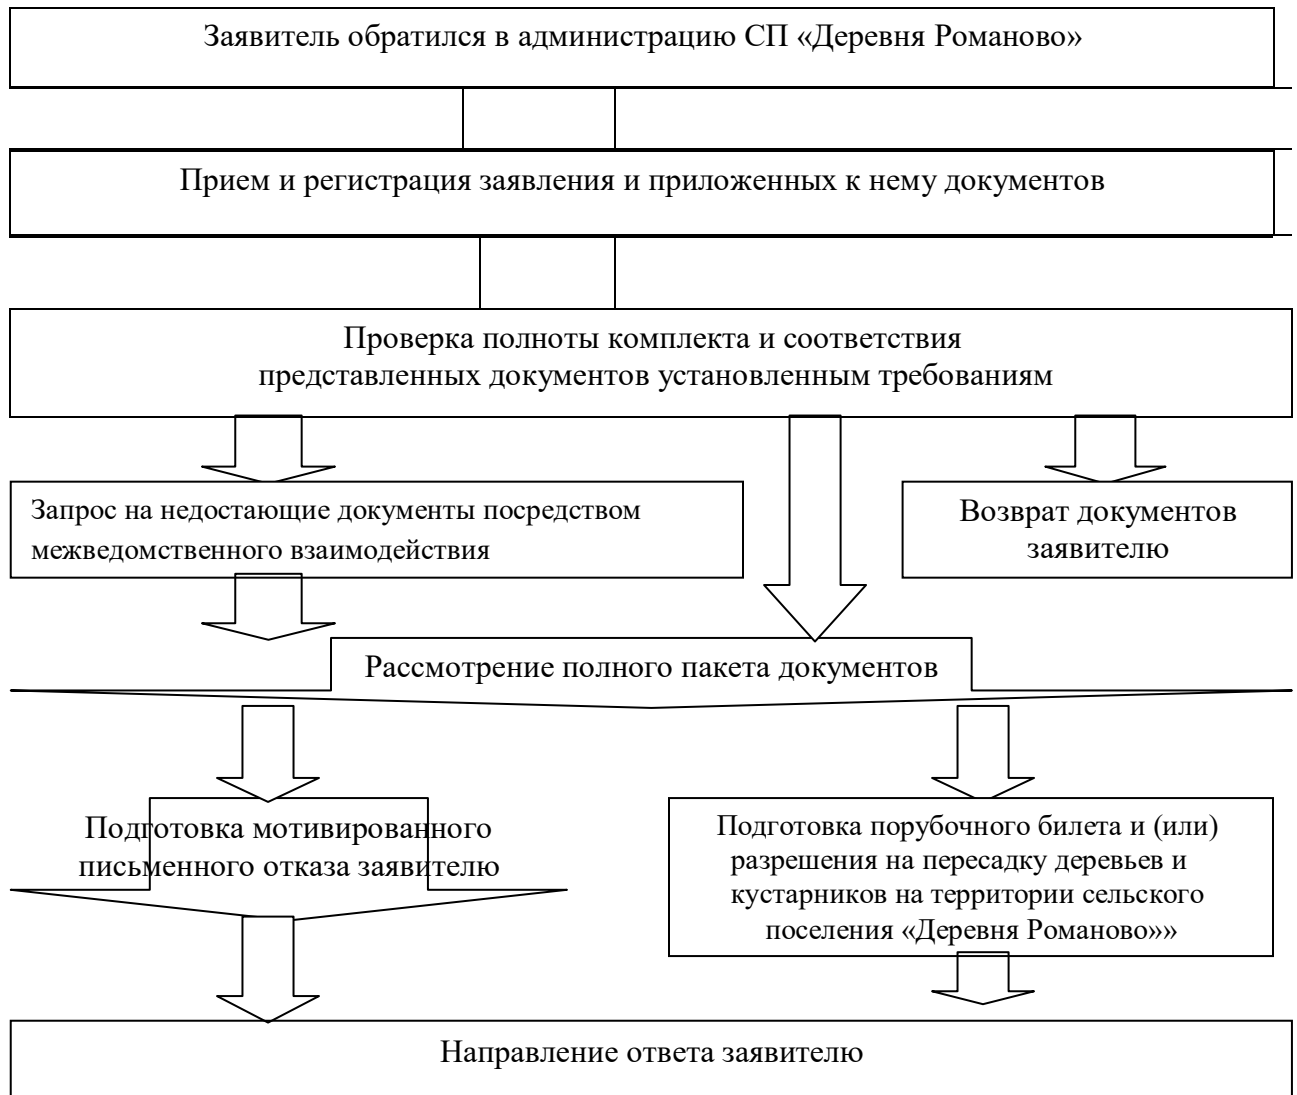 Заявитель обратился в администрацию СП «Деревня Романово»
Прием и регистрация заявления и приложенных к нему документов
Проверка полноты комплекта и соответствия
представленных документов установленным требованиям
Запрос на недостающие документы посредством
межведомственного взаимодействия
Возврат документов
заявителю
Рассмотрение полного пакета документов
Подготовка мотивированного
письменного отказа заявителю
Подготовка порубочного билета и (или)
разрешения на пересадку деревьев и
кустарников на территории сельского
поселения «Деревня Романово»»
Направление ответа заявителю